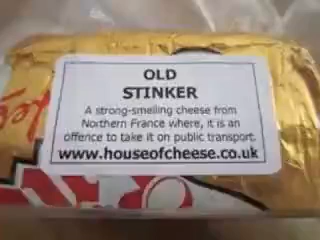 OLD
STINKER
A strong-smelling cheese from
Northern France where, it is an
offence to take it on public transport.
www.houseofcheese.co.uk